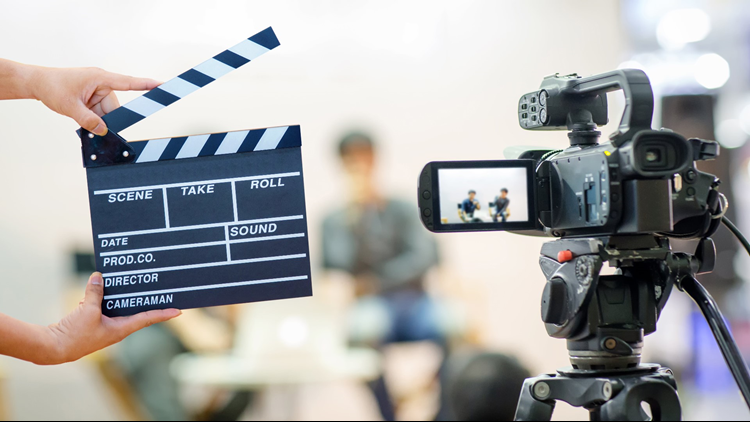 SCENE TAKE ROLL
DATE SOUND
PROD.CO.
DIRECTOR
CAMERAMAN